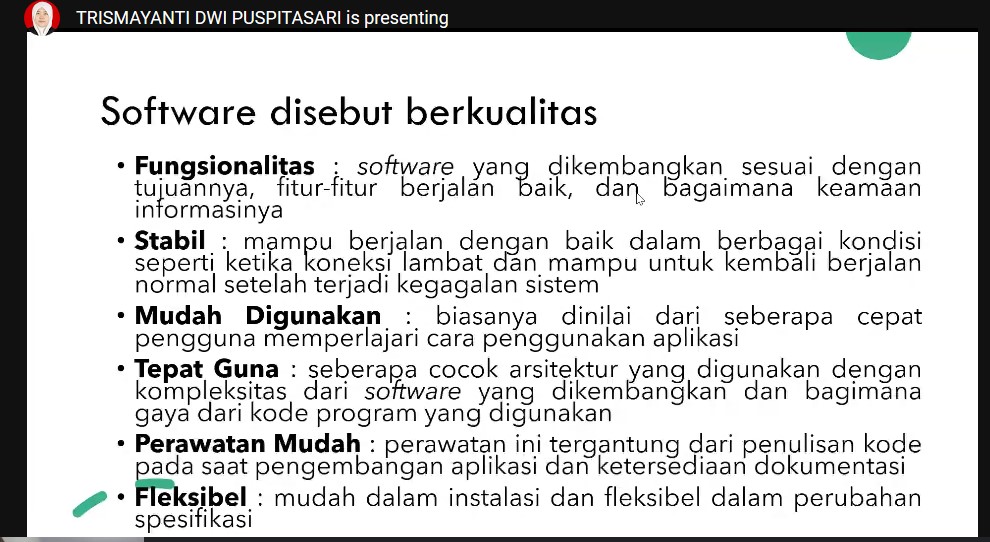 TRISMAYANTI DWI PUSPITASARI is presenting
Software disebut berkualitas
• Fungsionalitas : software yang dikembangkan sesuai dengan
tujuannya, fitur-fitur berjalan baik, dan bagaimana keamaan
informasinya
• Stabil : mampu berjalan dengan baik dalam berbagai kondisi
seperti ketika koneksi lambat dan mampu untuk kembali berjalan
normal setelah terjadi kegagalan sistem
• Mudah Digunakan : biasanya dinilai dari seberapa cepat
pengguna memperlajari cara penggunakan aplikasi
• Tepat Guna : seberapa cocok arsitektur yang digunakan dengan
kompleksitas dari software yang dikembangkan dan bagimana
gaya dari kode program yang digunakan
• Perawatan Mudah : perawatan ini tergantung dari penulisan kode
pada saat pengembangan aplikasi dan ketersediaan dokumentasi
• Fleksibel : mudah dalam instalasi dan fleksibel dalam perubahan
spesifikasi